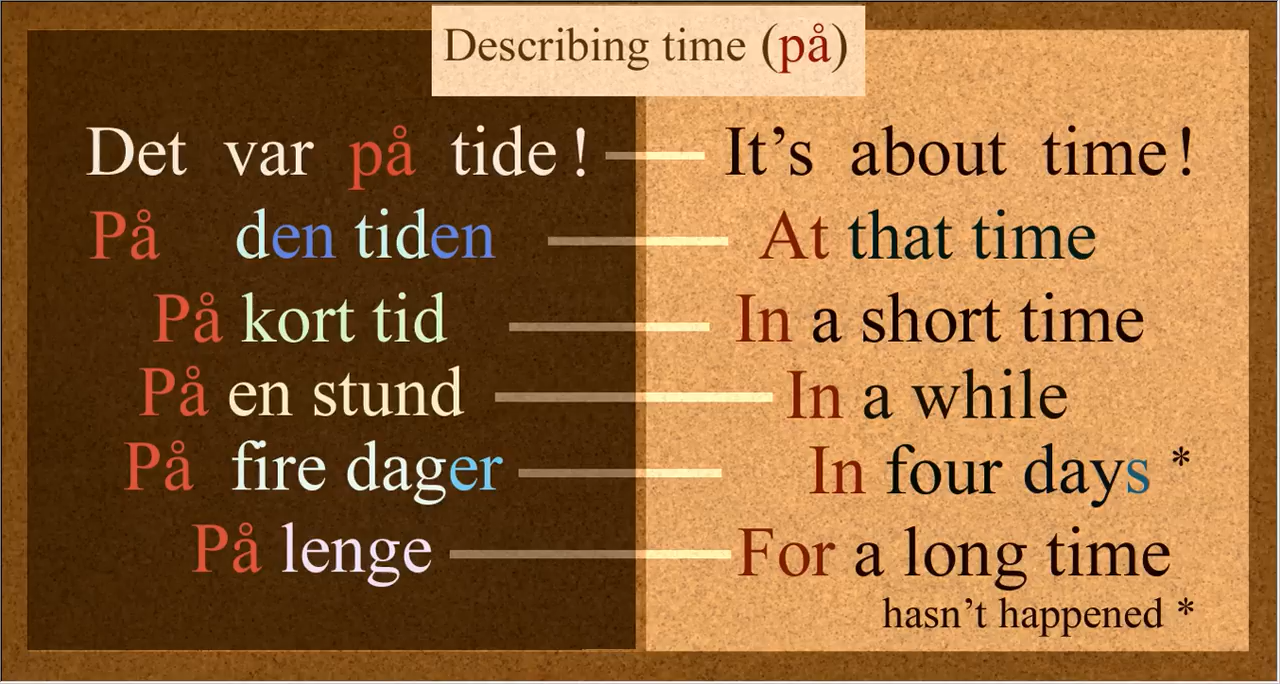 Describing time (på)
Det var på tide! It's about time!
På den tiden At that time
På kort tid In a short time
På en stund In a while
På fire dager In four days *
På lenge For a long time
hasn't happened *